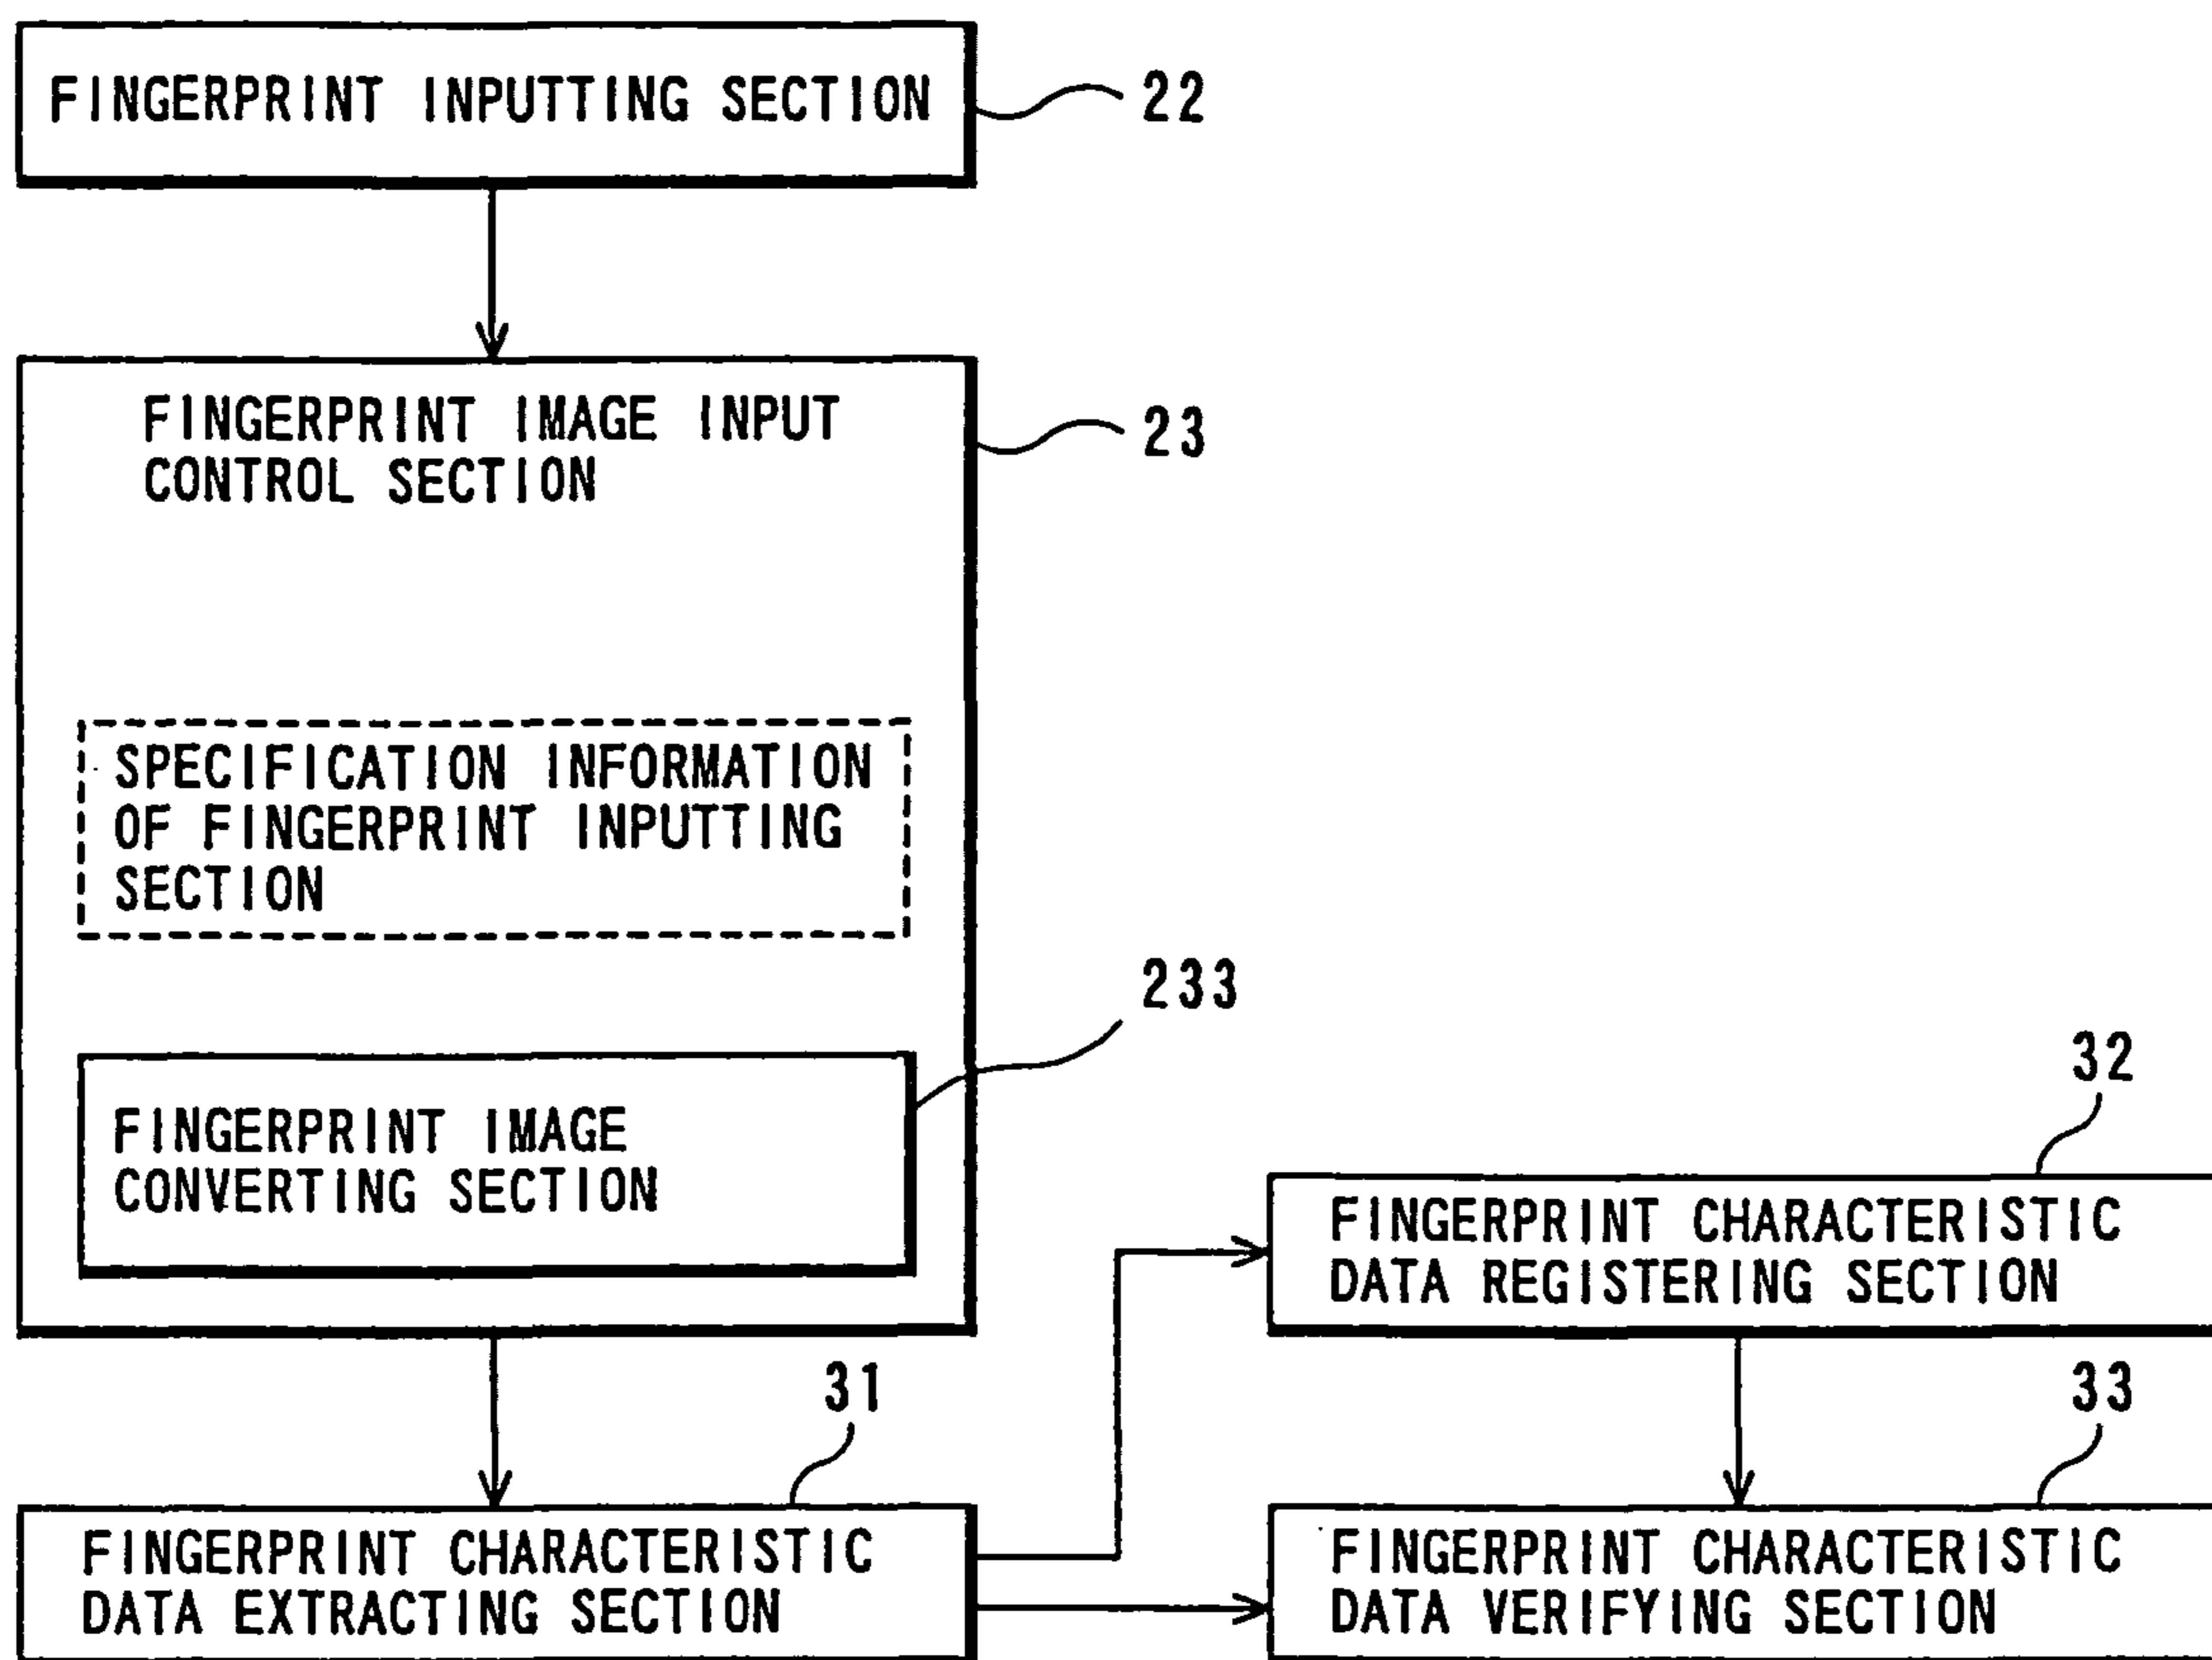 FINGERPRINT INPUTTING SECTION
22
FINGERPRINT IMAGE INPUT
CONTROL SECTION
23
SPECIFICATION INFORMATION
OF FINGERPRINT INPUTTING
SECTION
233
FINGERPRINT IMAGE
CONVERTING SECTION
32
FINGERPRINT CHARACTERISTIC
DATA REGISTERING SECTION
31
FINGERPRINT CHARACTERISTIC
DATA EXTRACTING SECTION
33
FINGERPRINT CHARACTERISTIC
DATA VERIFYING SECTION